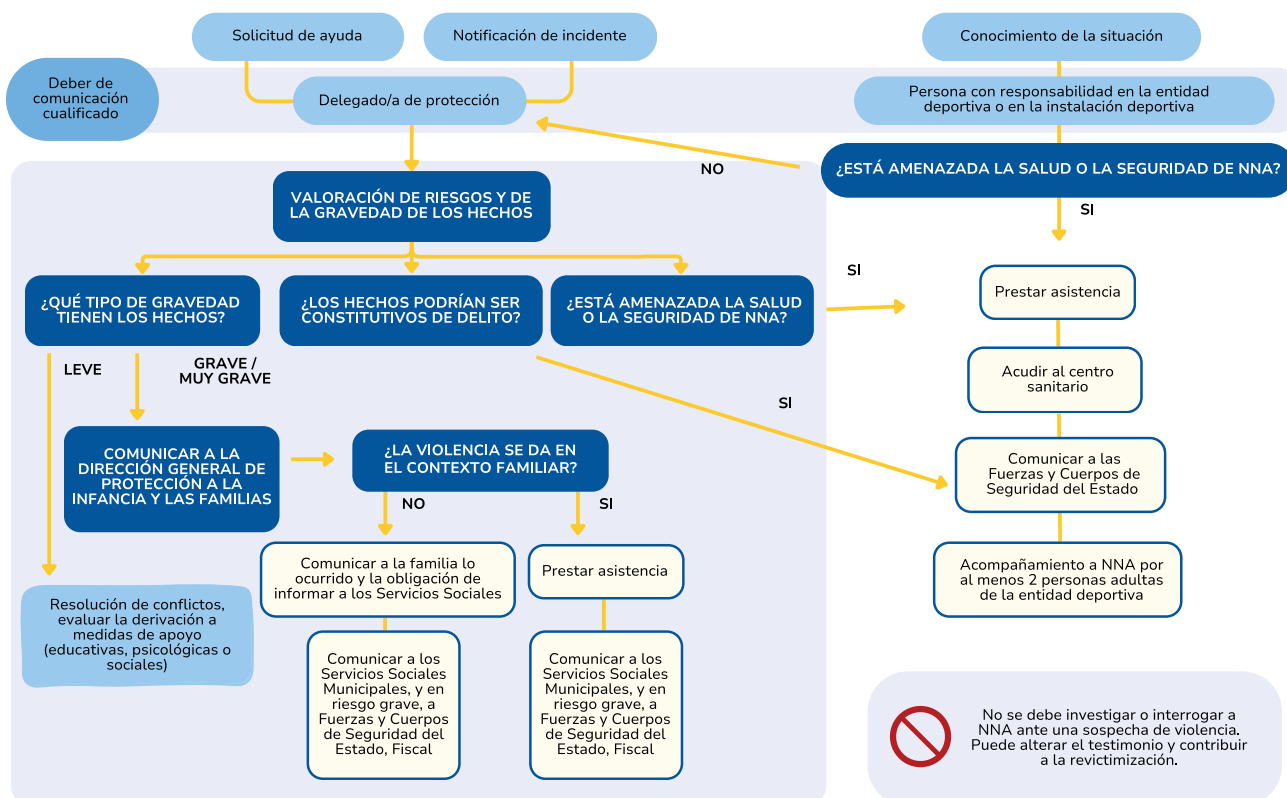 Solicitud de ayuda
Notificación de incidente
Conocimiento de la situación
Deber de
comunicación
cualificado
Delegado/a de protección
Persona con responsabilidad en la entidad
deportiva o en la instalación deportiva
NO
¿ESTÁ AMENAZADA LA SALUD O LA SEGURIDAD DE NNA?
SI
VALORACIÓN DE RIESGOS Y DE
LA GRAVEDAD DE LOS HECHOS
¿QUÉ TIPO DE GRAVEDAD
TIENEN LOS HECHOS?
¿LOS HECHOS PODRÍAN SER
CONSTITUTIVOS DE DELITO?
¿ESTÁ AMENAZADA LA SALUD
O LA SEGURIDAD DE NNA?
SI
Prestar asistencia
LEVE
GRAVE /
MUY GRAVE
SI
Acudir al centro
sanitario
COMUNICAR A LA
DIRECCIÓN GENERAL DE
PROTECCIÓN A LA
INFANCIA Y LAS FAMILIAS
¿LA VIOLENCIA SE DA EN
EL CONTEXTO FAMILIAR?
Comunicar a las
Fuerzas y Cuerpos de
Seguridad del Estado
NO
SI
Comunicar a la familia lo
ocurrido y la obligación de
informar a los Servicios Sociales
Prestar asistencia
Acompañamiento a NNA por
al menos 2 personas adultas
de la entidad deportiva
Resolución de conflictos,
evaluar la derivación a
medidas de apoyo
(educativas, psicológicas o
sociales)
Comunicar a los
Servicios Sociales
Municipales, y en
riesgo grave, a
Fuerzas y Cuerpos
de Seguridad del
Estado, Fiscal
Comunicar a los
Servicios Sociales
Municipales, y en
riesgo grave, a
Fuerzas y Cuerpos
de Seguridad del
Estado, Fiscal
No se debe investigar o interrogar a
NNA ante una sospecha de violencia.
Puede alterar el testimonio y contribuir
a la revictimización.